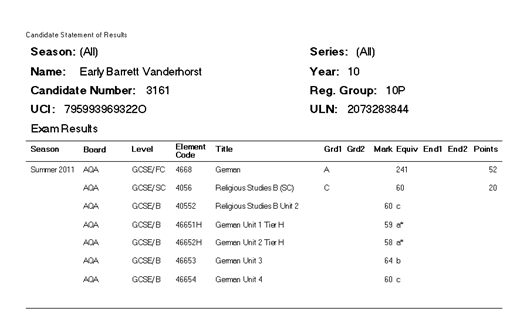 Candidate Statement of Results
Season: (All) Series: (All)
Name: Early Barrett Vanderhorst Year: 10
Candidate Number: 3161 Reg. Group: 10P
UCI: 795993969322O ULN: 2073283844
Exam Results
Season Board Level Element Code Title Grd1 Grd2 Mark Equiv End1 End2 Points
Summer 2011 AQA GCSE/FC 4668 German A 241 52
AQA GCSE/SC 4056 Religious Studies B (SC) C 60 20
AQA GCSE/B 40552 Religious Studies B Unit 2 60 c
AQA GCSE/B 46651H German Unit 1 Tier H 59 a*
AQA GCSE/B 46652H German Unit 2 Tier H 58 a*
AQA GCSE/B 46653 German Unit 3 64 b
AQA GCSE/B 46654 German Unit 4 60 c